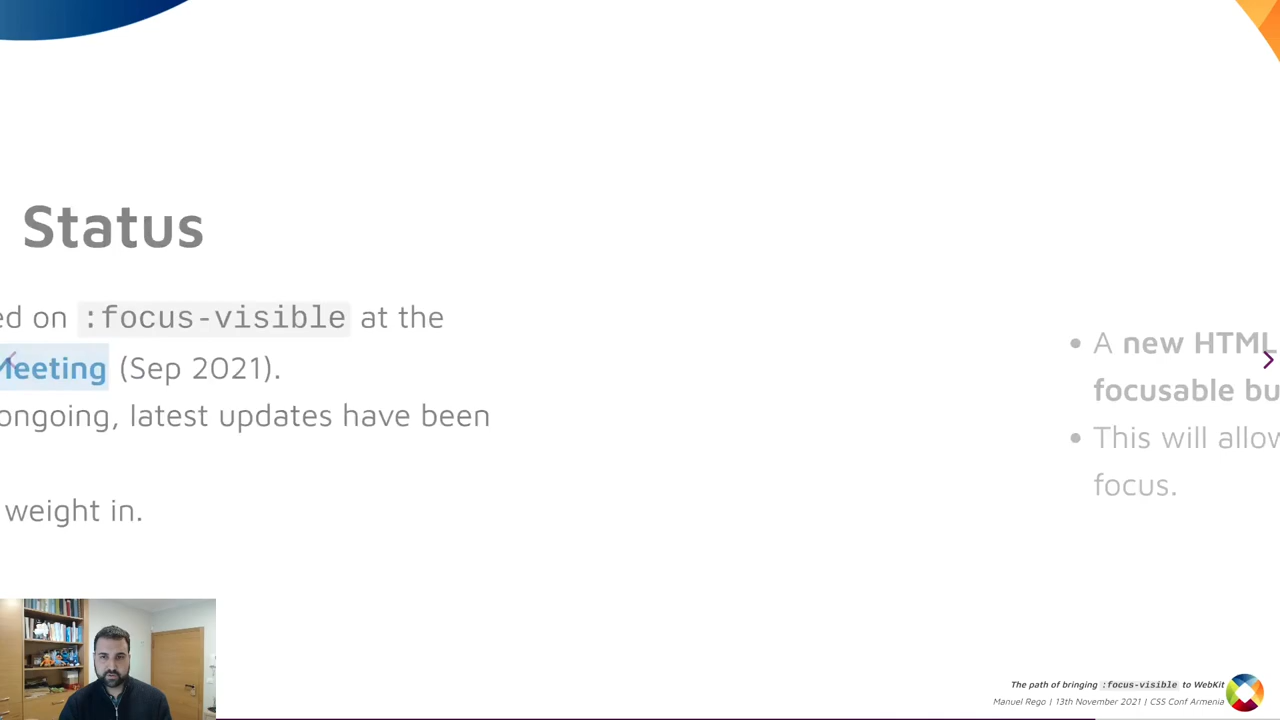 Status
ed on :focus-visible at the
Meeting (Sep 2021).
ongoing, latest updates have been
weight in.
• A new HTML
focusable bu
• This will allow
focus.
The path of bringing :focus-visible to WebKit
Manuel Rego | 13th November 2021 | CSS Conf Armenia